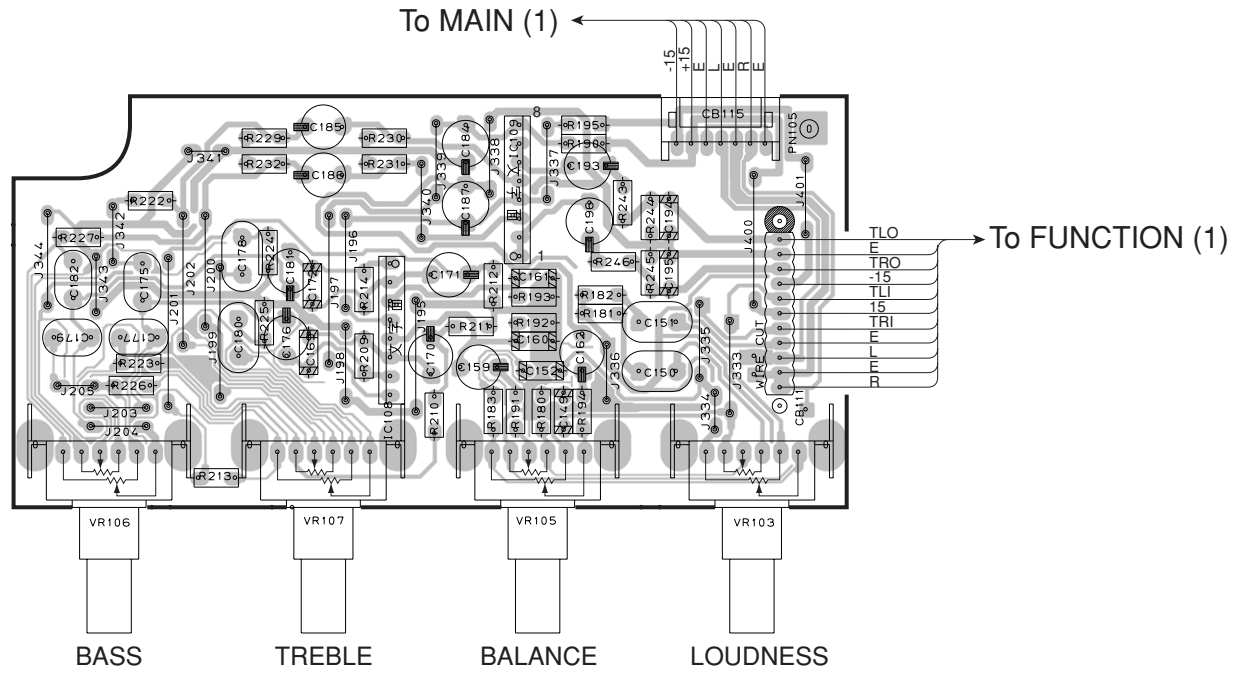 To MAIN (1)
-15
+15
E
L
E
R
E
CB115
PN105
8
C185
R229
R230
J341
R232
R231
C186
C184
J339
J338
IC109
R195
R190
C193
J337
J340
C187
R243
R244
C194
J401
J400
R222
J342
J344
R227
C182
J343
C175
J201
J202
J200
C178
R224
C181
C172
J197
J196
R214
C198
R246
R245
C195
1
C171
R212
C161
R193
R182
R181
C151
J335
J333
TLO
E
TRO
-15
TLI
15
TRI
E
L
E
R
To FUNCTION (1)
WIRE CUT
C179
C177
J199
C180
R225
C176
C169
J198
R209
J195
C170
R211
R192
C160
C162
J336
C150
R223
R226
J205
J203
J204
C159
C152
R210
R183
R191
R180
C149
R194
J334
CB111
IC108
R213
VR106
VR107
VR105
VR103
BASS
TREBLE
BALANCE
LOUDNESS